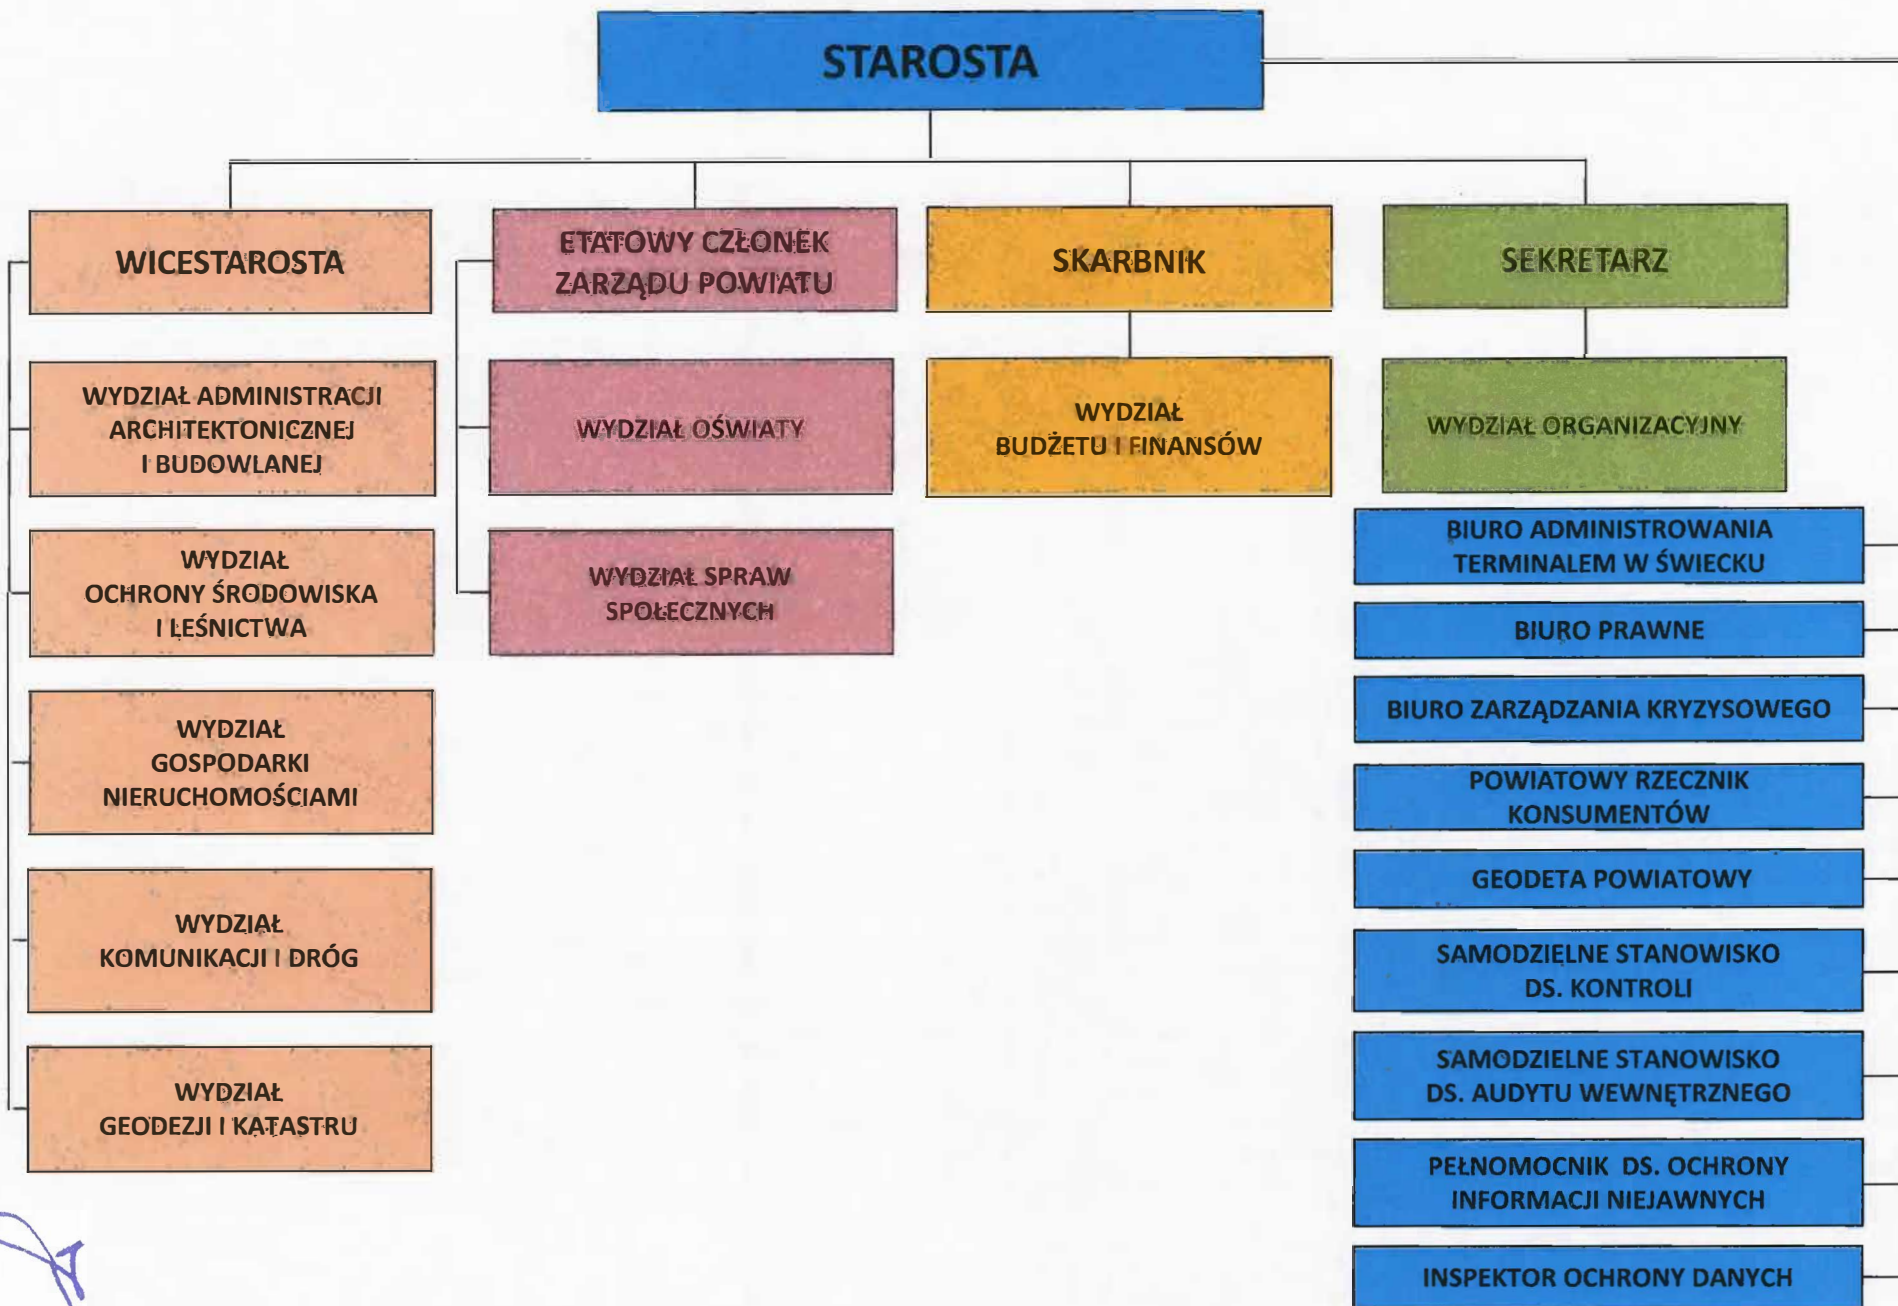 STAROSTA
WICESTAROSTA
WYDZIAŁ ADMINISTRACJI
ARCHITEKTONICZNEJ
I BUDOWLANEJ
WYDZIAŁ
OCHRONY ŚRODOWISKA
I LEŚNICTWA
WYDZIAŁ
GOSPODARKI
NIERUCHOMOŚCIAMI
WYDZIAŁ
KOMUNIKACJI I DRÓG
WYDZIAŁ
GEODEZJI I KATASTRU
ETATOWY CZŁONEK
ZARZĄDU POWIATU
WYDZIAŁ OŚWIATY
WYDZIAŁ SPRAW
SPOŁECZNYCH
SKARBNIK
WYDZIAŁ
BUDŻETU I FINANSÓW
SEKRETARZ
WYDZIAŁ ORGANIZACYJNY
BIURO ADMINISTROWANIA
TERMINALEM W ŚWIECKU
BIURO PRAWNE
BIURO ZARZĄDZANIA KRYZYSOWEGO
POWIATOWY RZECZNIK
KONSUMENTÓW
GEODETA POWIATOWY
SAMODZIELNE STANOWISKO
DS. KONTROLI
SAMODZIELNE STANOWISKO
DS. AUDYTU WEWNĘTRZNEGO
PEŁNOMOCNIK DS. OCHRONY
INFORMACJI NIEJAWNYCH
INSPEKTOR OCHRONY DANYCH